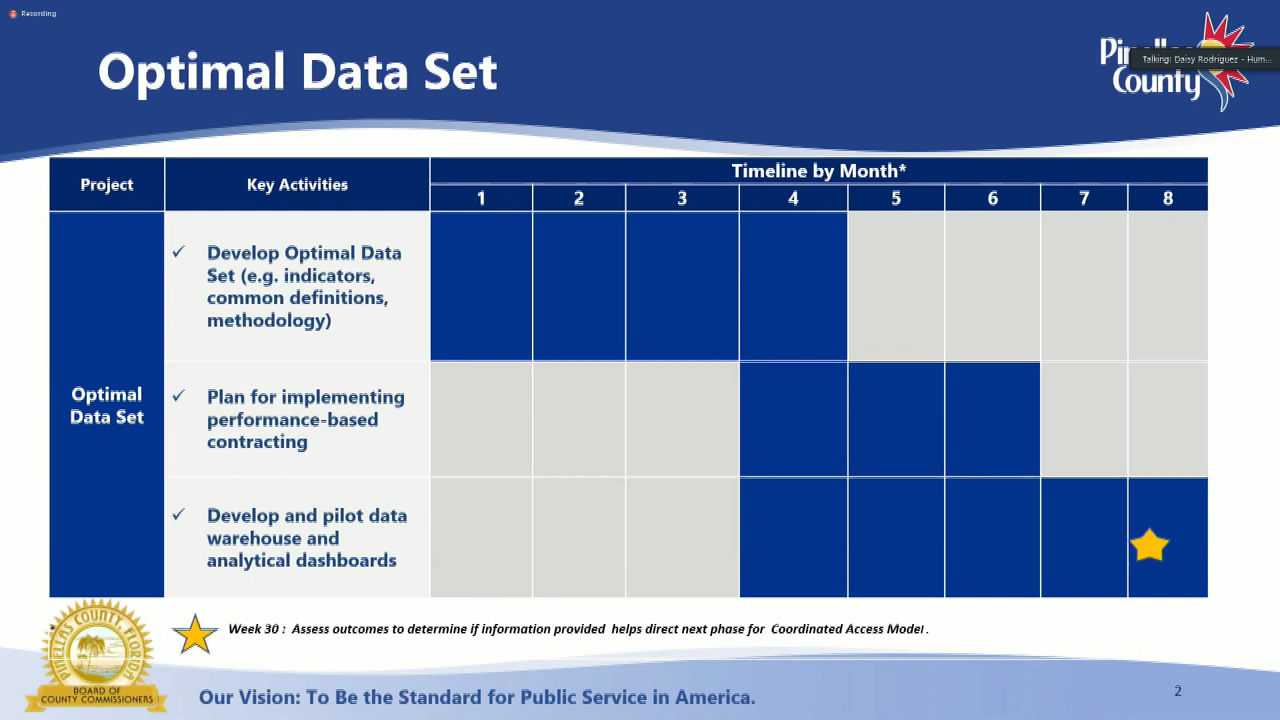 Recording
Optimal Data Set
Talking: Daisy Rodriguez - Hum...
County
Project
Key Activities
Timeline by Month*
1 2 3 4 5 6 7 8
Optimal
Data Set
✓ Develop Optimal Data
Set (e.g. indicators,
common definitions,
methodology)
✓ Plan for implementing
performance-based
contracting
✓ Develop and pilot data
warehouse and
analytical dashboards
*
Week 30 : Assess outcomes to determine if information provided helps direct next phase for Coordinated Access Model .
PINELLAS COUNTY, FLORIDA
BOARD OF
COUNTY COMMISSIONERS
Our Vision: To Be the Standard for Public Service in America.
2